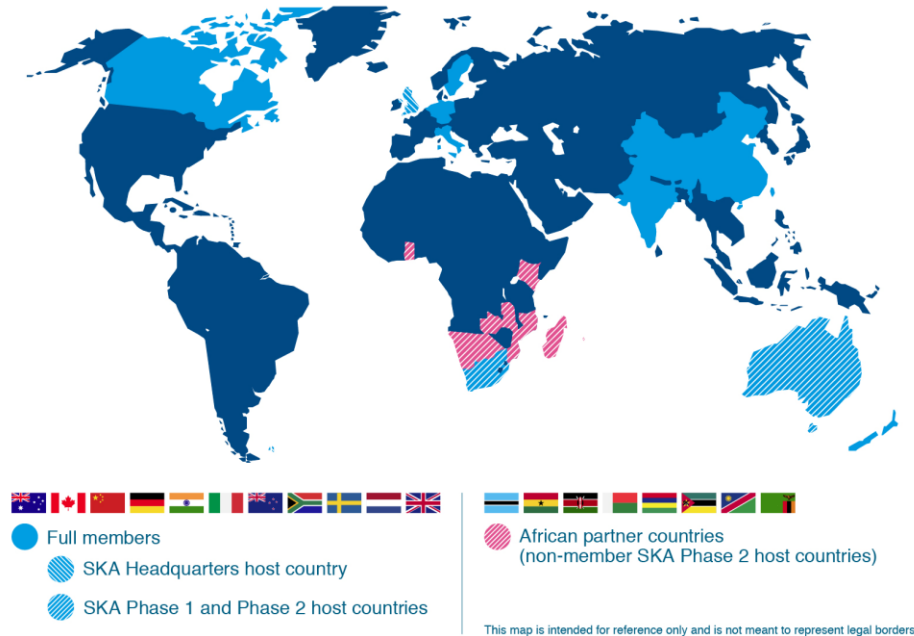 Full members
SKA Headquarters host country
SKA Phase 1 and Phase 2 host countries
African partner countries
(non-member SKA Phase 2 host countries)
This map is intended for reference only and is not meant to represent legal borders